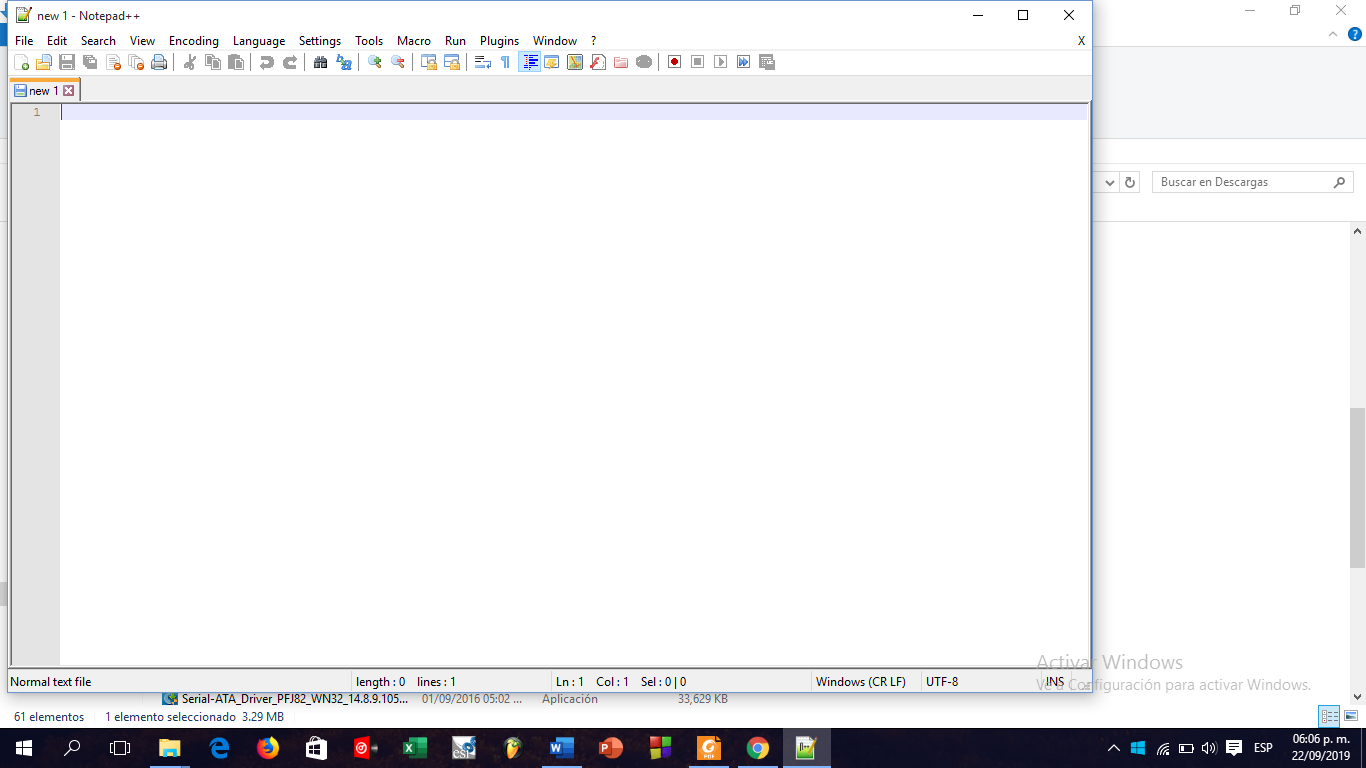 new 1 - Notepad++
File Edit Search View Encoding Language Settings Tools Macro Run Plugins Window ? X
new 1
1
Buscar en Descargas
Activar Windows
Ve a Configuración para activar Windows.
Normal text file length : 0 lines : 1 Ln : 1 Col : 1 Sel : 0 | 0 Windows (CR LF) UTF-8 INS
Serial-ATA_Driver_PFJ82_WN32_14.8.9.105... 01/09/2016 05:02 ... Aplicación 33,629 KB
61 elementos 1 elemento seleccionado 3.29 MB
ESP
06:06 p. m.
22/09/2019